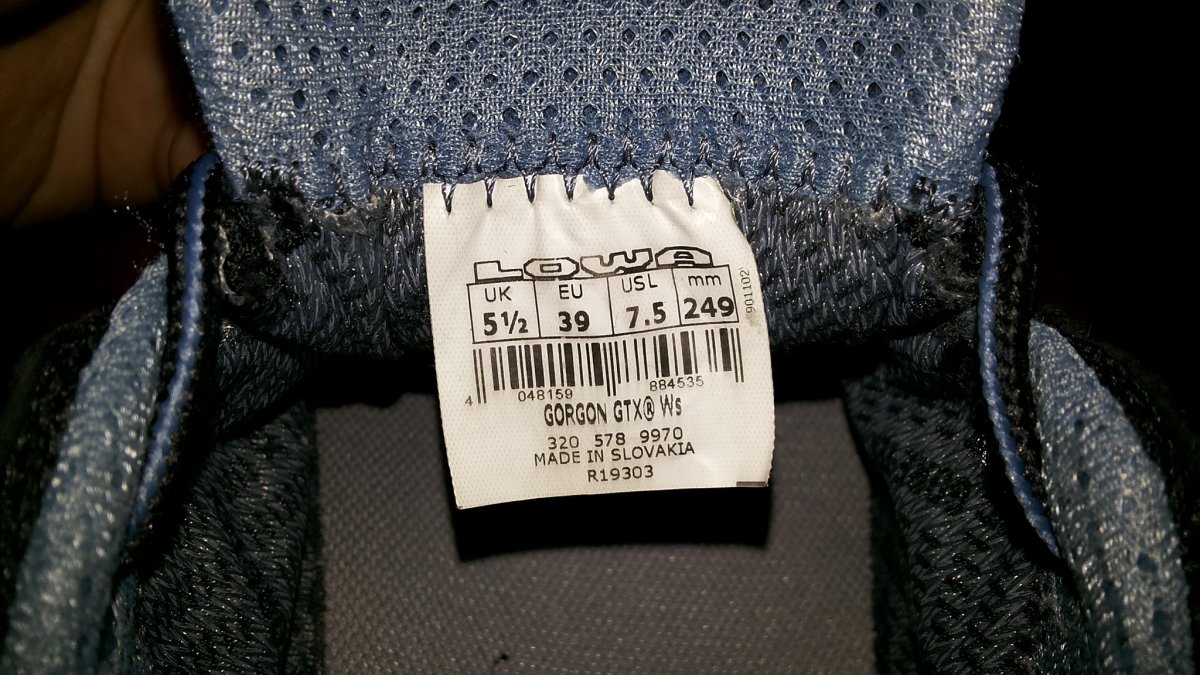 LOWA
UK EU USL mm
5½ 39 7.5 249
901102
4 048159 884535
GORGON GTX® Ws
320 578 9970
MADE IN SLOVAKIA
R19303